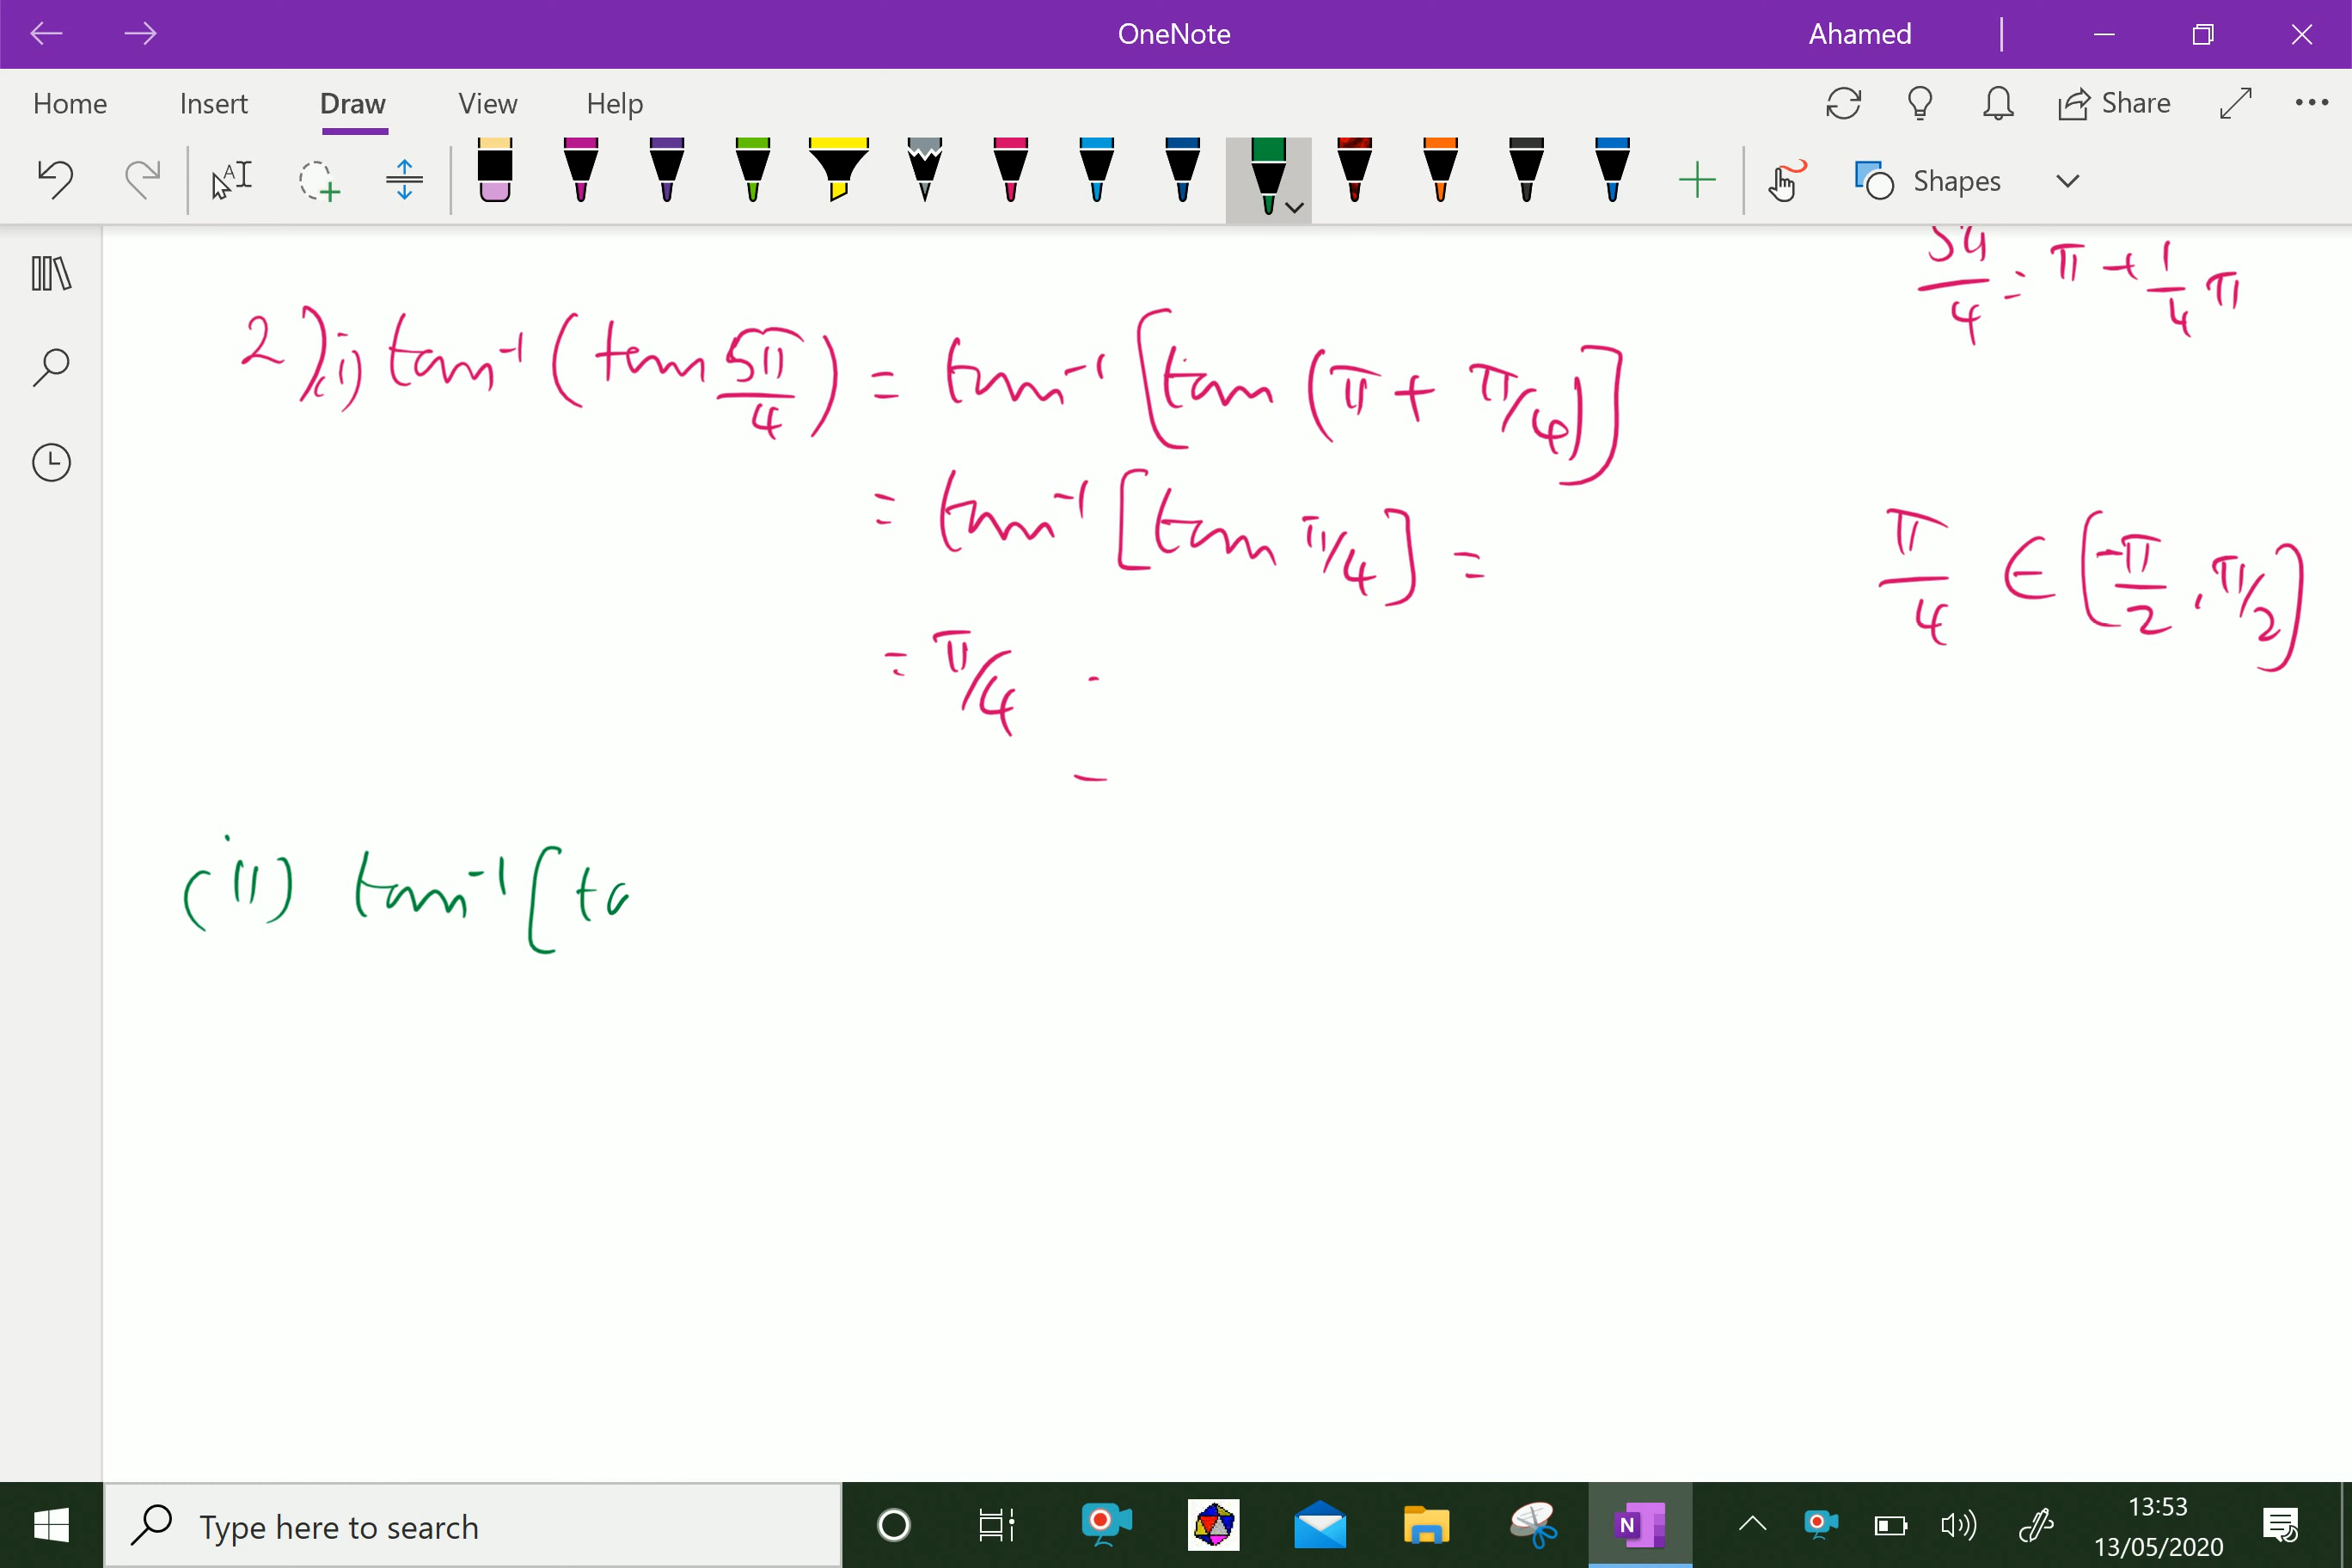 OneNote
Ahamed
Home Insert Draw View Help
Share
Shapes
= π + 1/4 π
2) (i) tan⁻¹ (tan 5π/4) = tan⁻¹ [tan (π + π/4)]
= tan⁻¹ [tan π/4] =
π/4 ∈ [-π/2, π/2]
= π/4
(ii) tan⁻¹ [ta
Type here to search
13:53
13/05/2020